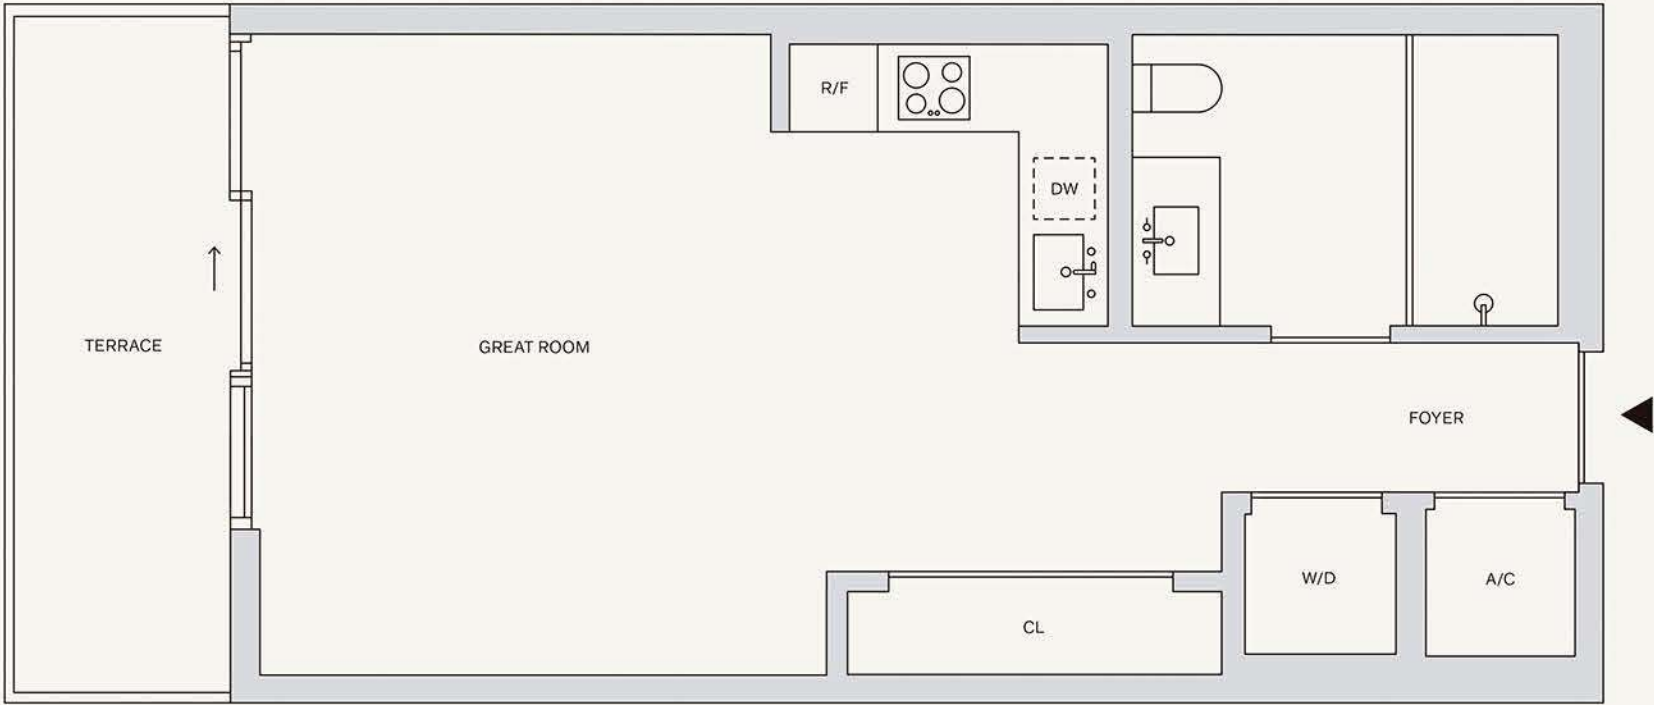 R/F
DW
TERRACE
GREAT ROOM
FOYER
W/D
A/C
CL